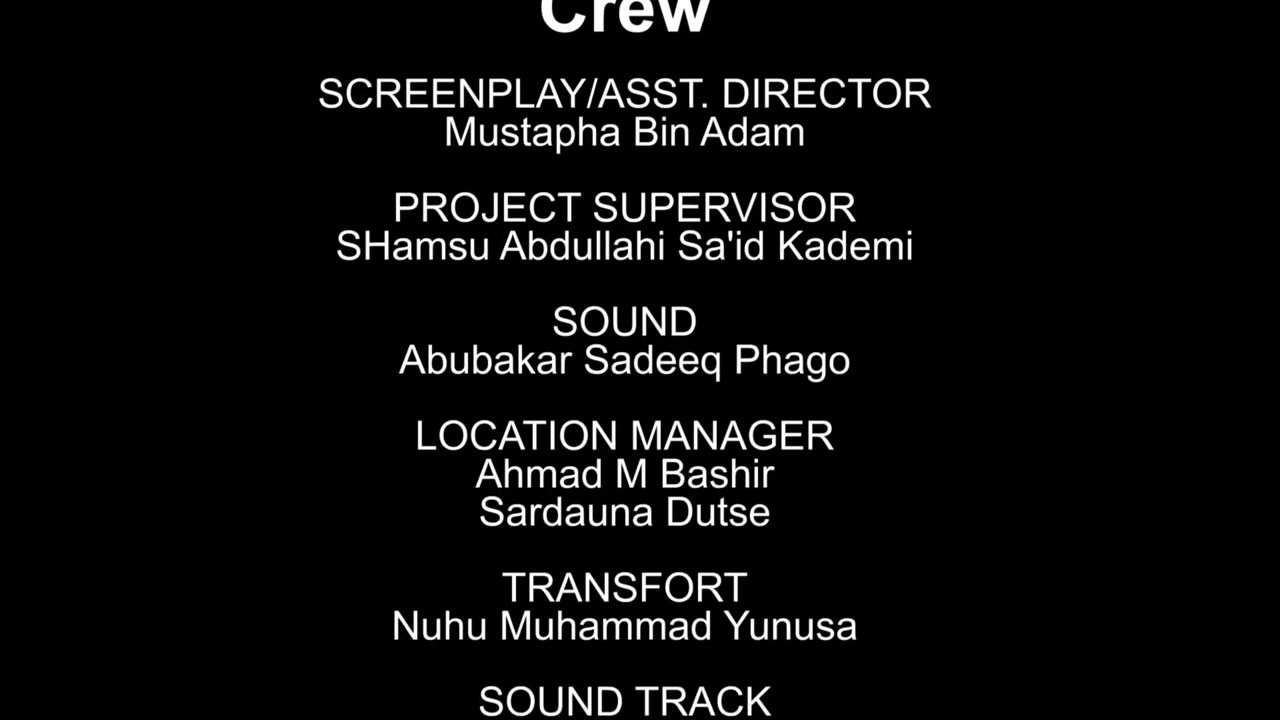 Crew
SCREENPLAY/ASST. DIRECTOR
Mustapha Bin Adam
PROJECT SUPERVISOR
SHamsu Abdullahi Sa'id Kademi
SOUND
Abubakar Sadeeq Phago
LOCATION MANAGER
Ahmad M Bashir
Sardauna Dutse
TRANSFORT
Nuhu Muhammad Yunusa
SOUND TRACK